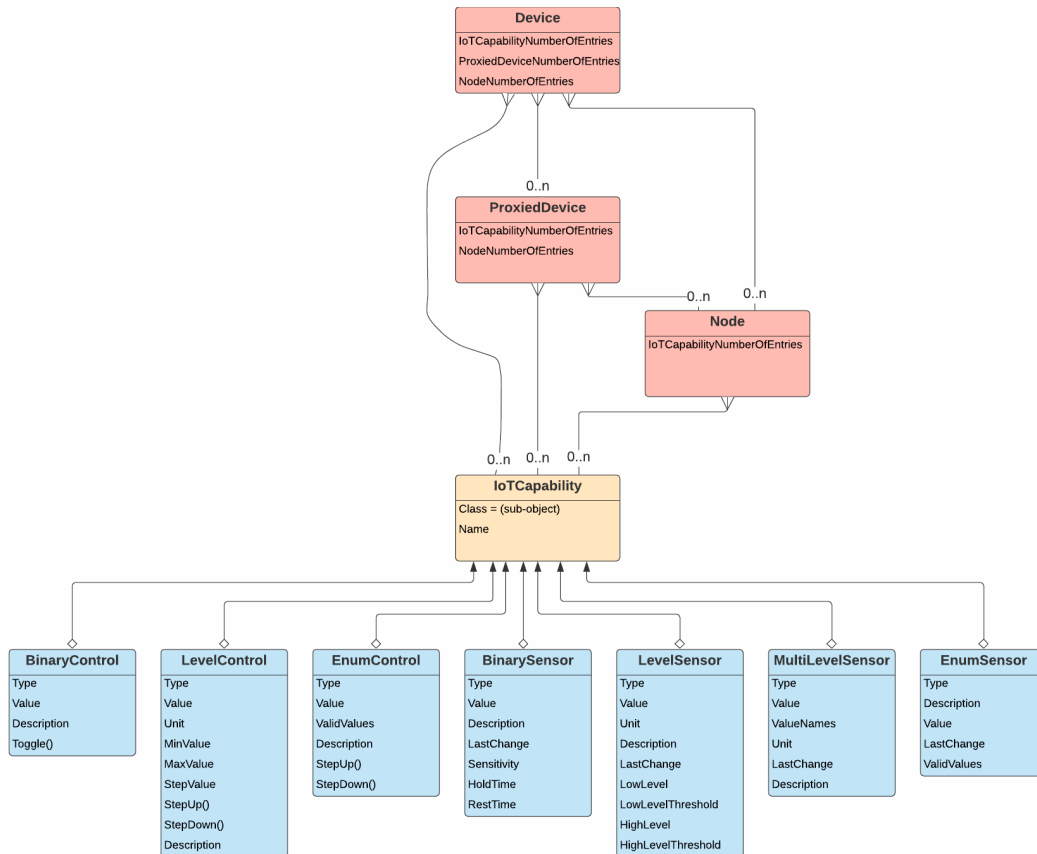 Device
IoTCapabilityNumberOfEntries
ProxiedDeviceNumberOfEntries
NodeNumberOfEntries
0..n
ProxiedDevice
IoTCapabilityNumberOfEntries
NodeNumberOfEntries
0..n
0..n
Node
IoTCapabilityNumberOfEntries
0..n
0..n
0..n
IoTCapability
Class = (sub-object)
Name
BinaryControl
Type
Value
Description
Toggle()
LevelControl
Type
Value
Unit
MinValue
MaxValue
StepValue
StepUp()
StepDown()
Description
EnumControl
Type
Value
ValidValues
Description
StepUp()
StepDown()
BinarySensor
Type
Value
Description
LastChange
Sensitivity
HoldTime
RestTime
LevelSensor
Type
Value
Unit
Description
LastChange
LowLevel
LowLevelThreshold
HighLevel
HighLevelThreshold
MultiLevelSensor
Type
Value
ValueNames
Unit
LastChange
Description
EnumSensor
Type
Description
Value
LastChange
ValidValues